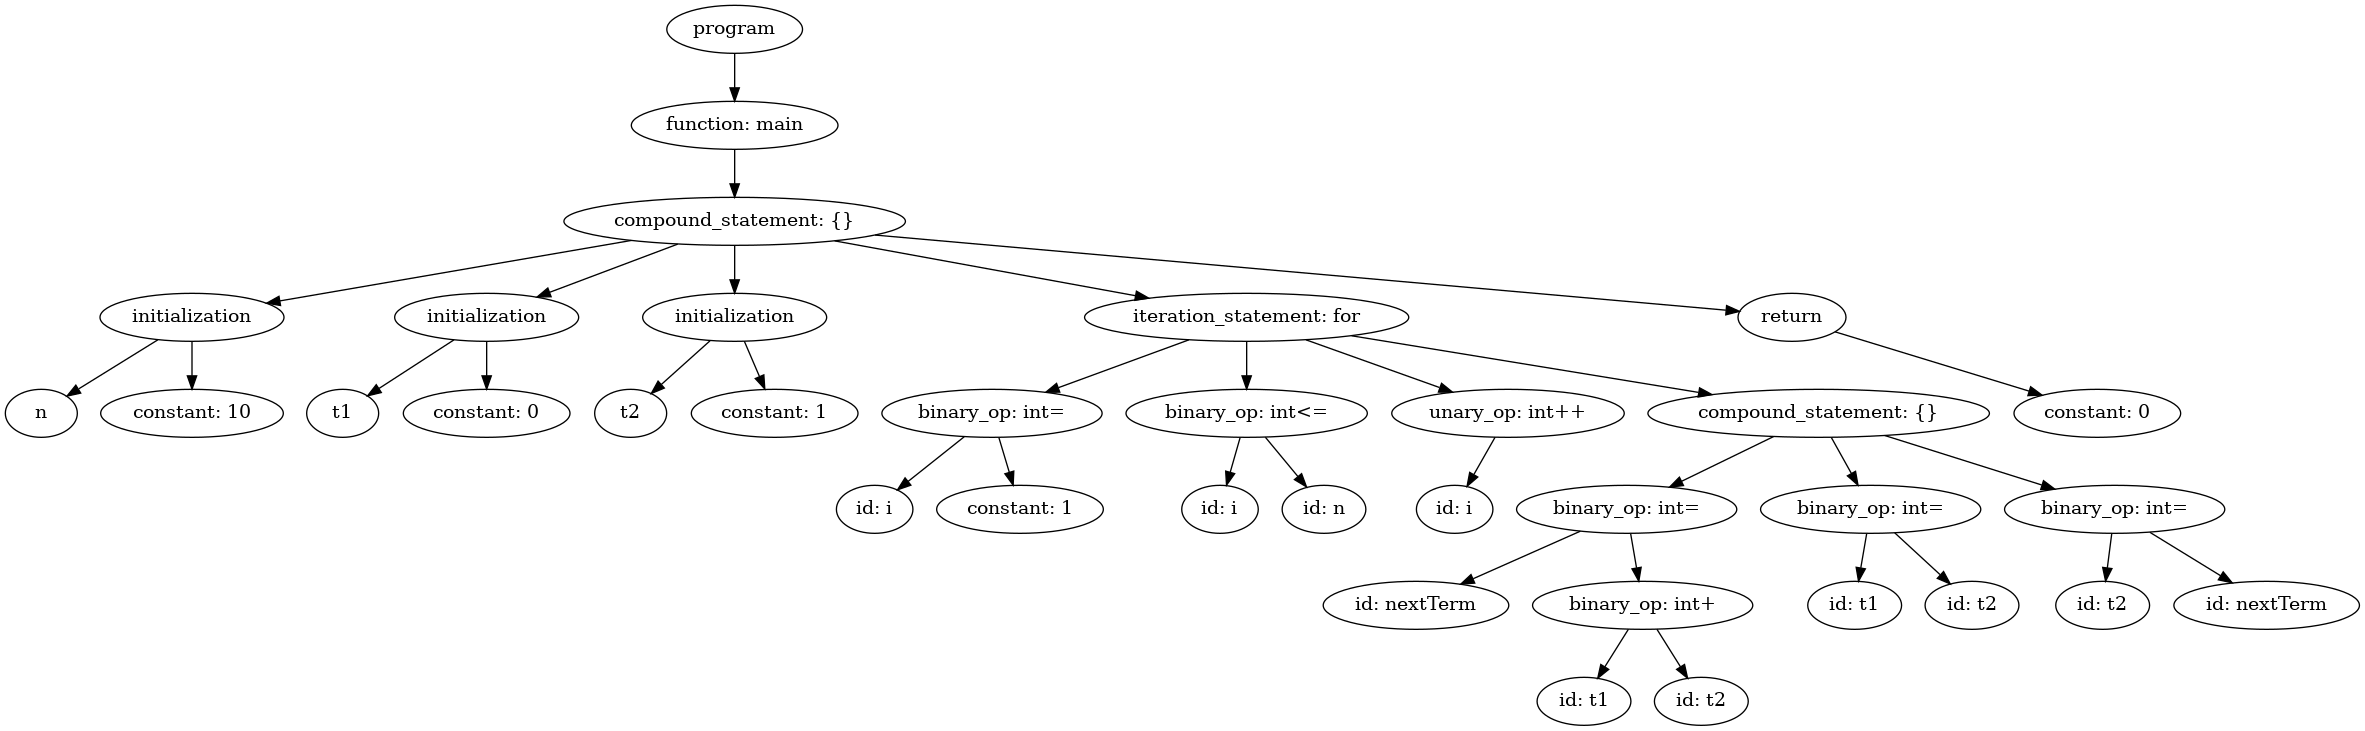 program
function: main
compound_statement: {}
initialization
initialization
initialization
iteration_statement: for
return
n
constant: 10
t1
constant: 0
t2
constant: 1
binary_op: int=
binary_op: int<=
unary_op: int++
compound_statement: {}
constant: 0
id: i
constant: 1
id: i
id: n
id: i
binary_op: int=
binary_op: int=
binary_op: int=
id: nextTerm
binary_op: int+
id: t1
id: t2
id: t2
id: nextTerm
id: t1
id: t2